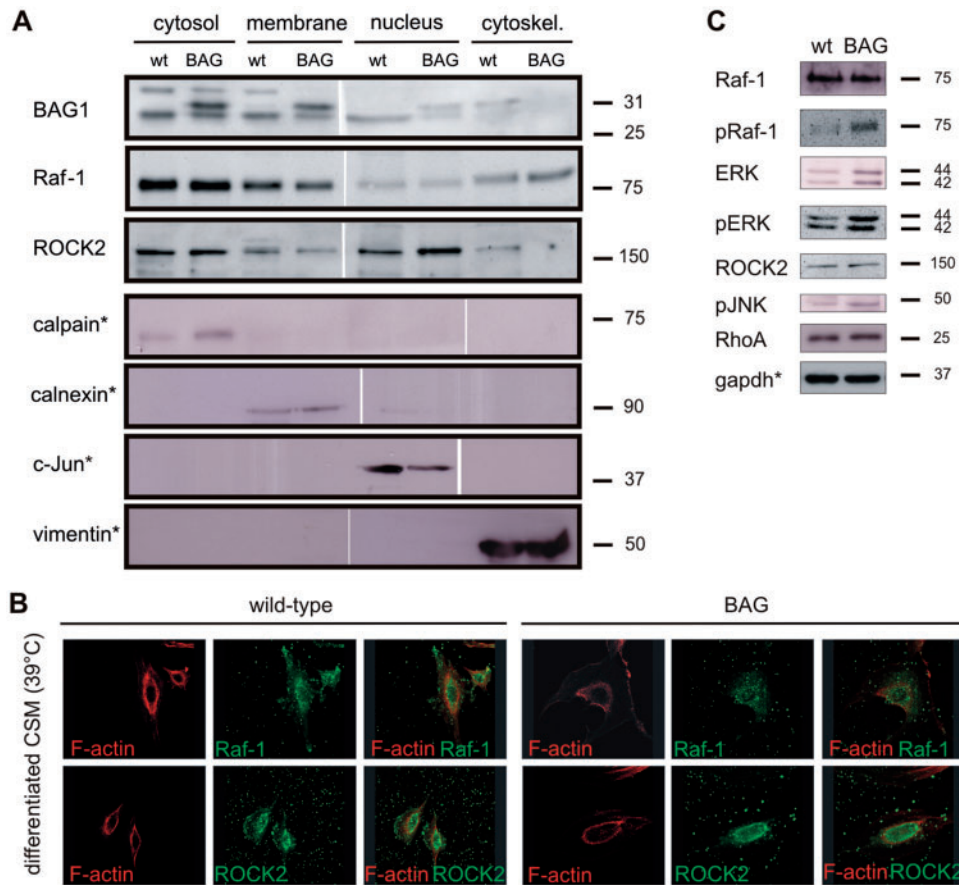 A
cytosol membrane nucleus cytoskel.
wt BAG wt BAG wt BAG wt BAG
BAG1 31
25
Raf-1 75
ROCK2 150
calpain* 75
calnexin* 90
c-Jun* 37
vimentin* 50
C
wt BAG
Raf-1 75
pRaf-1 75
ERK 44
42
pERK 44
42
ROCK2 150
pJNK 50
RhoA 25
gapdh* 37
B
wild-type BAG
differentiated CSM (39°C)
F-actin Raf-1 F-actin Raf-1 F-actin Raf-1 F-actin Raf-1
F-actin ROCK2 F-actin ROCK2 F-actin ROCK2 F-actin ROCK2